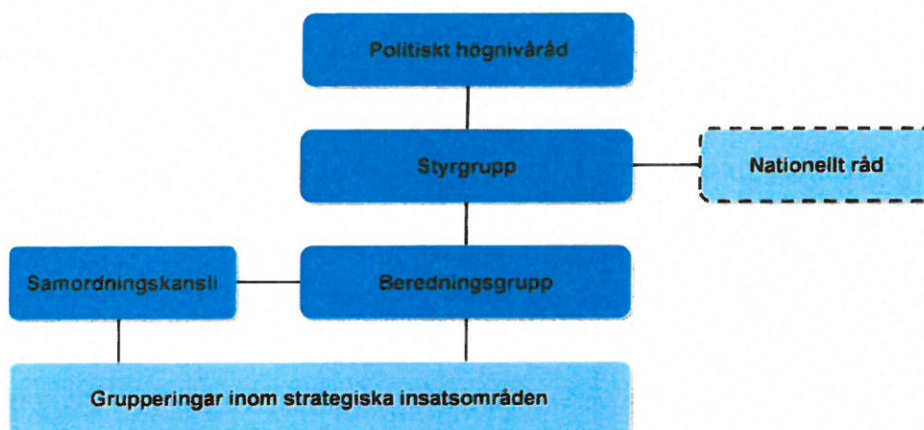 Politiskt högnivåråd
Styrgrupp
Nationellt råd
Samordningskansli
Beredningsgrupp
Grupperingar inom strategiska insatsområden